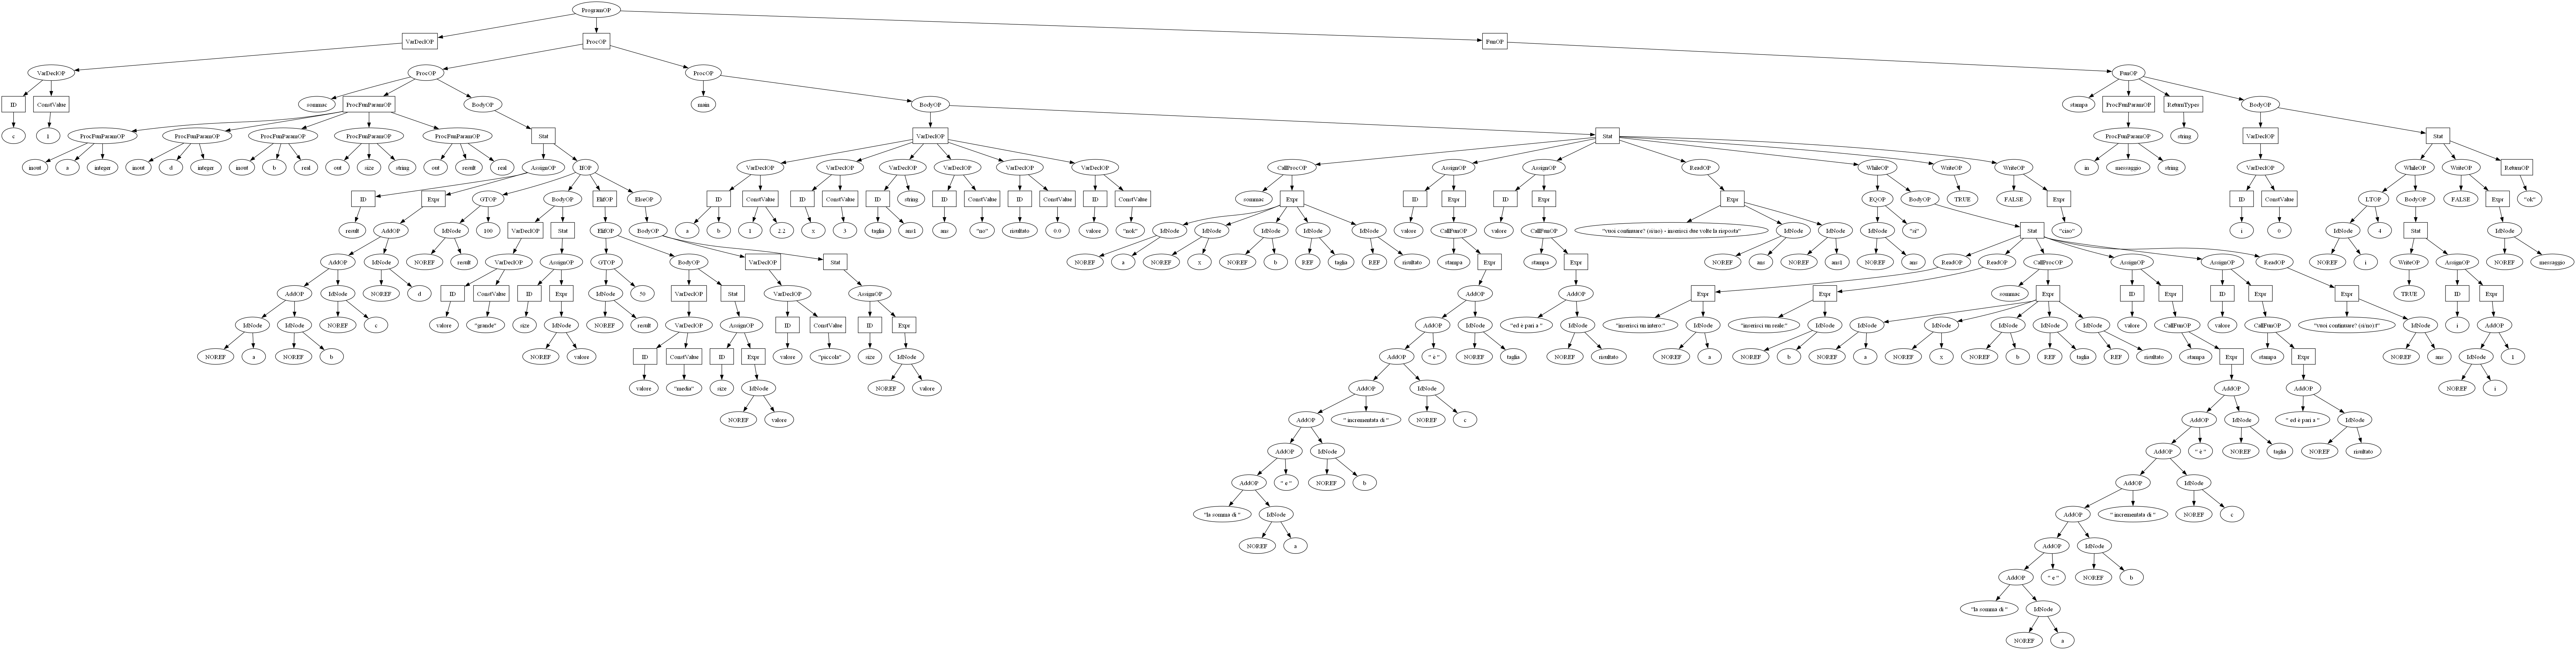 ProgramOP
VarDeclOP ProcOP FunOP
VarDeclOP ProcOP ProcOP FunOP
ID ConstValue sommac ProcFunParamOP BodyOP main BodyOP stampa ProcFunParamOP ReturnTypes BodyOP
c 1 ProcFunParamOP ProcFunParamOP ProcFunParamOP ProcFunParamOP ProcFunParamOP Stat VarDeclOP Stat ProcFunParamOP string VarDeclOP Stat
inout a integer inout d integer inout b real out size string out result real AssignOP IfOP VarDeclOP VarDeclOP VarDeclOP VarDeclOP VarDeclOP VarDeclOP CallProcOP AssignOP AssignOP ReadOP WhileOP WriteOP WriteOP in messaggio string VarDeclOP WhileOP WriteOP ReturnOP
ID Expr GTOP BodyOP ElifOP ElseOP ID ConstValue ID ConstValue ID string ID ConstValue ID ConstValue ID ConstValue sommac Expr ID Expr ID Expr Expr EQOP BodyOP TRUE FALSE Expr ID ConstValue LTOP BodyOP FALSE Expr "ok"
result AddOP IdNode 100 VarDeclOP Stat ElifOP BodyOP a b 1 2.2 x 3 taglia ans1 ans "no" risultato 0.0 valore "nok" IdNode IdNode IdNode IdNode IdNode valore CallFunOP valore CallFunOP "vuoi continuare? (si/no) - inserisci due volte la risposta" IdNode IdNode IdNode "si" Stat "ciao" i 0 IdNode 4 Stat IdNode
AddOP IdNode NOREF result VarDeclOP AssignOP GTOP BodyOP VarDeclOP Stat NOREF a NOREF x NOREF b REF taglia REF risultato stampa Expr stampa Expr NOREF ans NOREF ans1 NOREF ans ReadOP ReadOP CallProcOP AssignOP AssignOP ReadOP NOREF i WriteOP AssignOP NOREF messaggio
AddOP IdNode NOREF d ID ConstValue ID Expr IdNode 50 VarDeclOP Stat VarDeclOP AssignOP AddOP AddOP Expr Expr sommac Expr ID Expr ID Expr Expr TRUE ID Expr
IdNode IdNode NOREF c valore "grande" size IdNode NOREF result VarDeclOP AssignOP ID ConstValue ID Expr AddOP IdNode "ed è pari a " IdNode "inserisci un intero:" IdNode "inserisci un reale:" IdNode IdNode IdNode IdNode IdNode IdNode valore CallFunOP valore CallFunOP "vuoi continuare? (si/no):" IdNode i AddOP
NOREF a NOREF b NOREF valore ID ConstValue ID Expr valore "piccola" size IdNode AddOP " è " NOREF taglia NOREF risultato NOREF a NOREF b NOREF a NOREF x NOREF b REF taglia REF risultato stampa Expr stampa Expr NOREF ans IdNode 1
valore "media" size IdNode NOREF valore AddOP IdNode AddOP AddOP NOREF i
NOREF valore AddOP " incrementata di " NOREF c AddOP IdNode " ed è pari a " IdNode
AddOP IdNode AddOP " è " NOREF taglia NOREF risultato
AddOP " e " NOREF b AddOP IdNode
"la somma di " IdNode AddOP " incrementata di " NOREF c
NOREF a AddOP IdNode
AddOP " e " NOREF b
"la somma di " IdNode
NOREF a